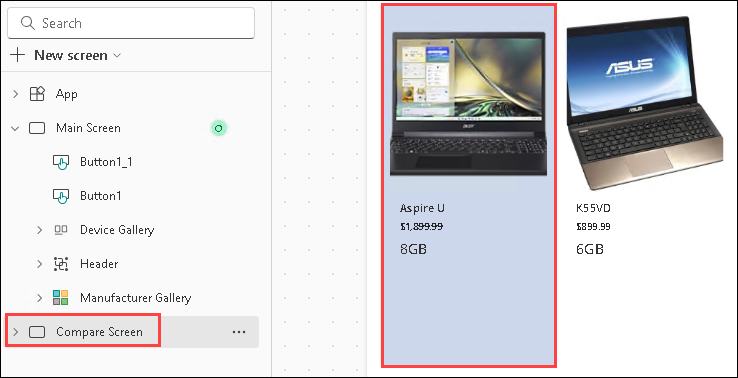 Search
New screen
App
Main Screen
Button1_1
Button1
Device Gallery
Header
Manufacturer Gallery
Compare Screen
acer
Aspire U
$1,899.99
8GB
ASUS
K55VD
$899.99
6GB